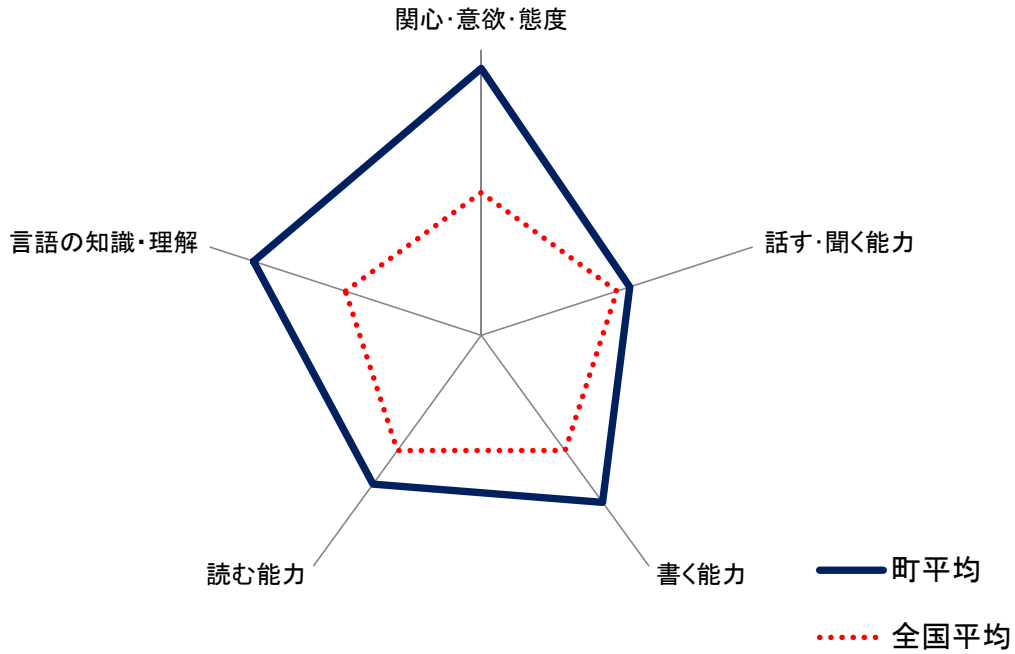 関心･意欲･態度
言語の知識・理解
話す･聞く能力
読む能力
書く能力
町平均
全国平均